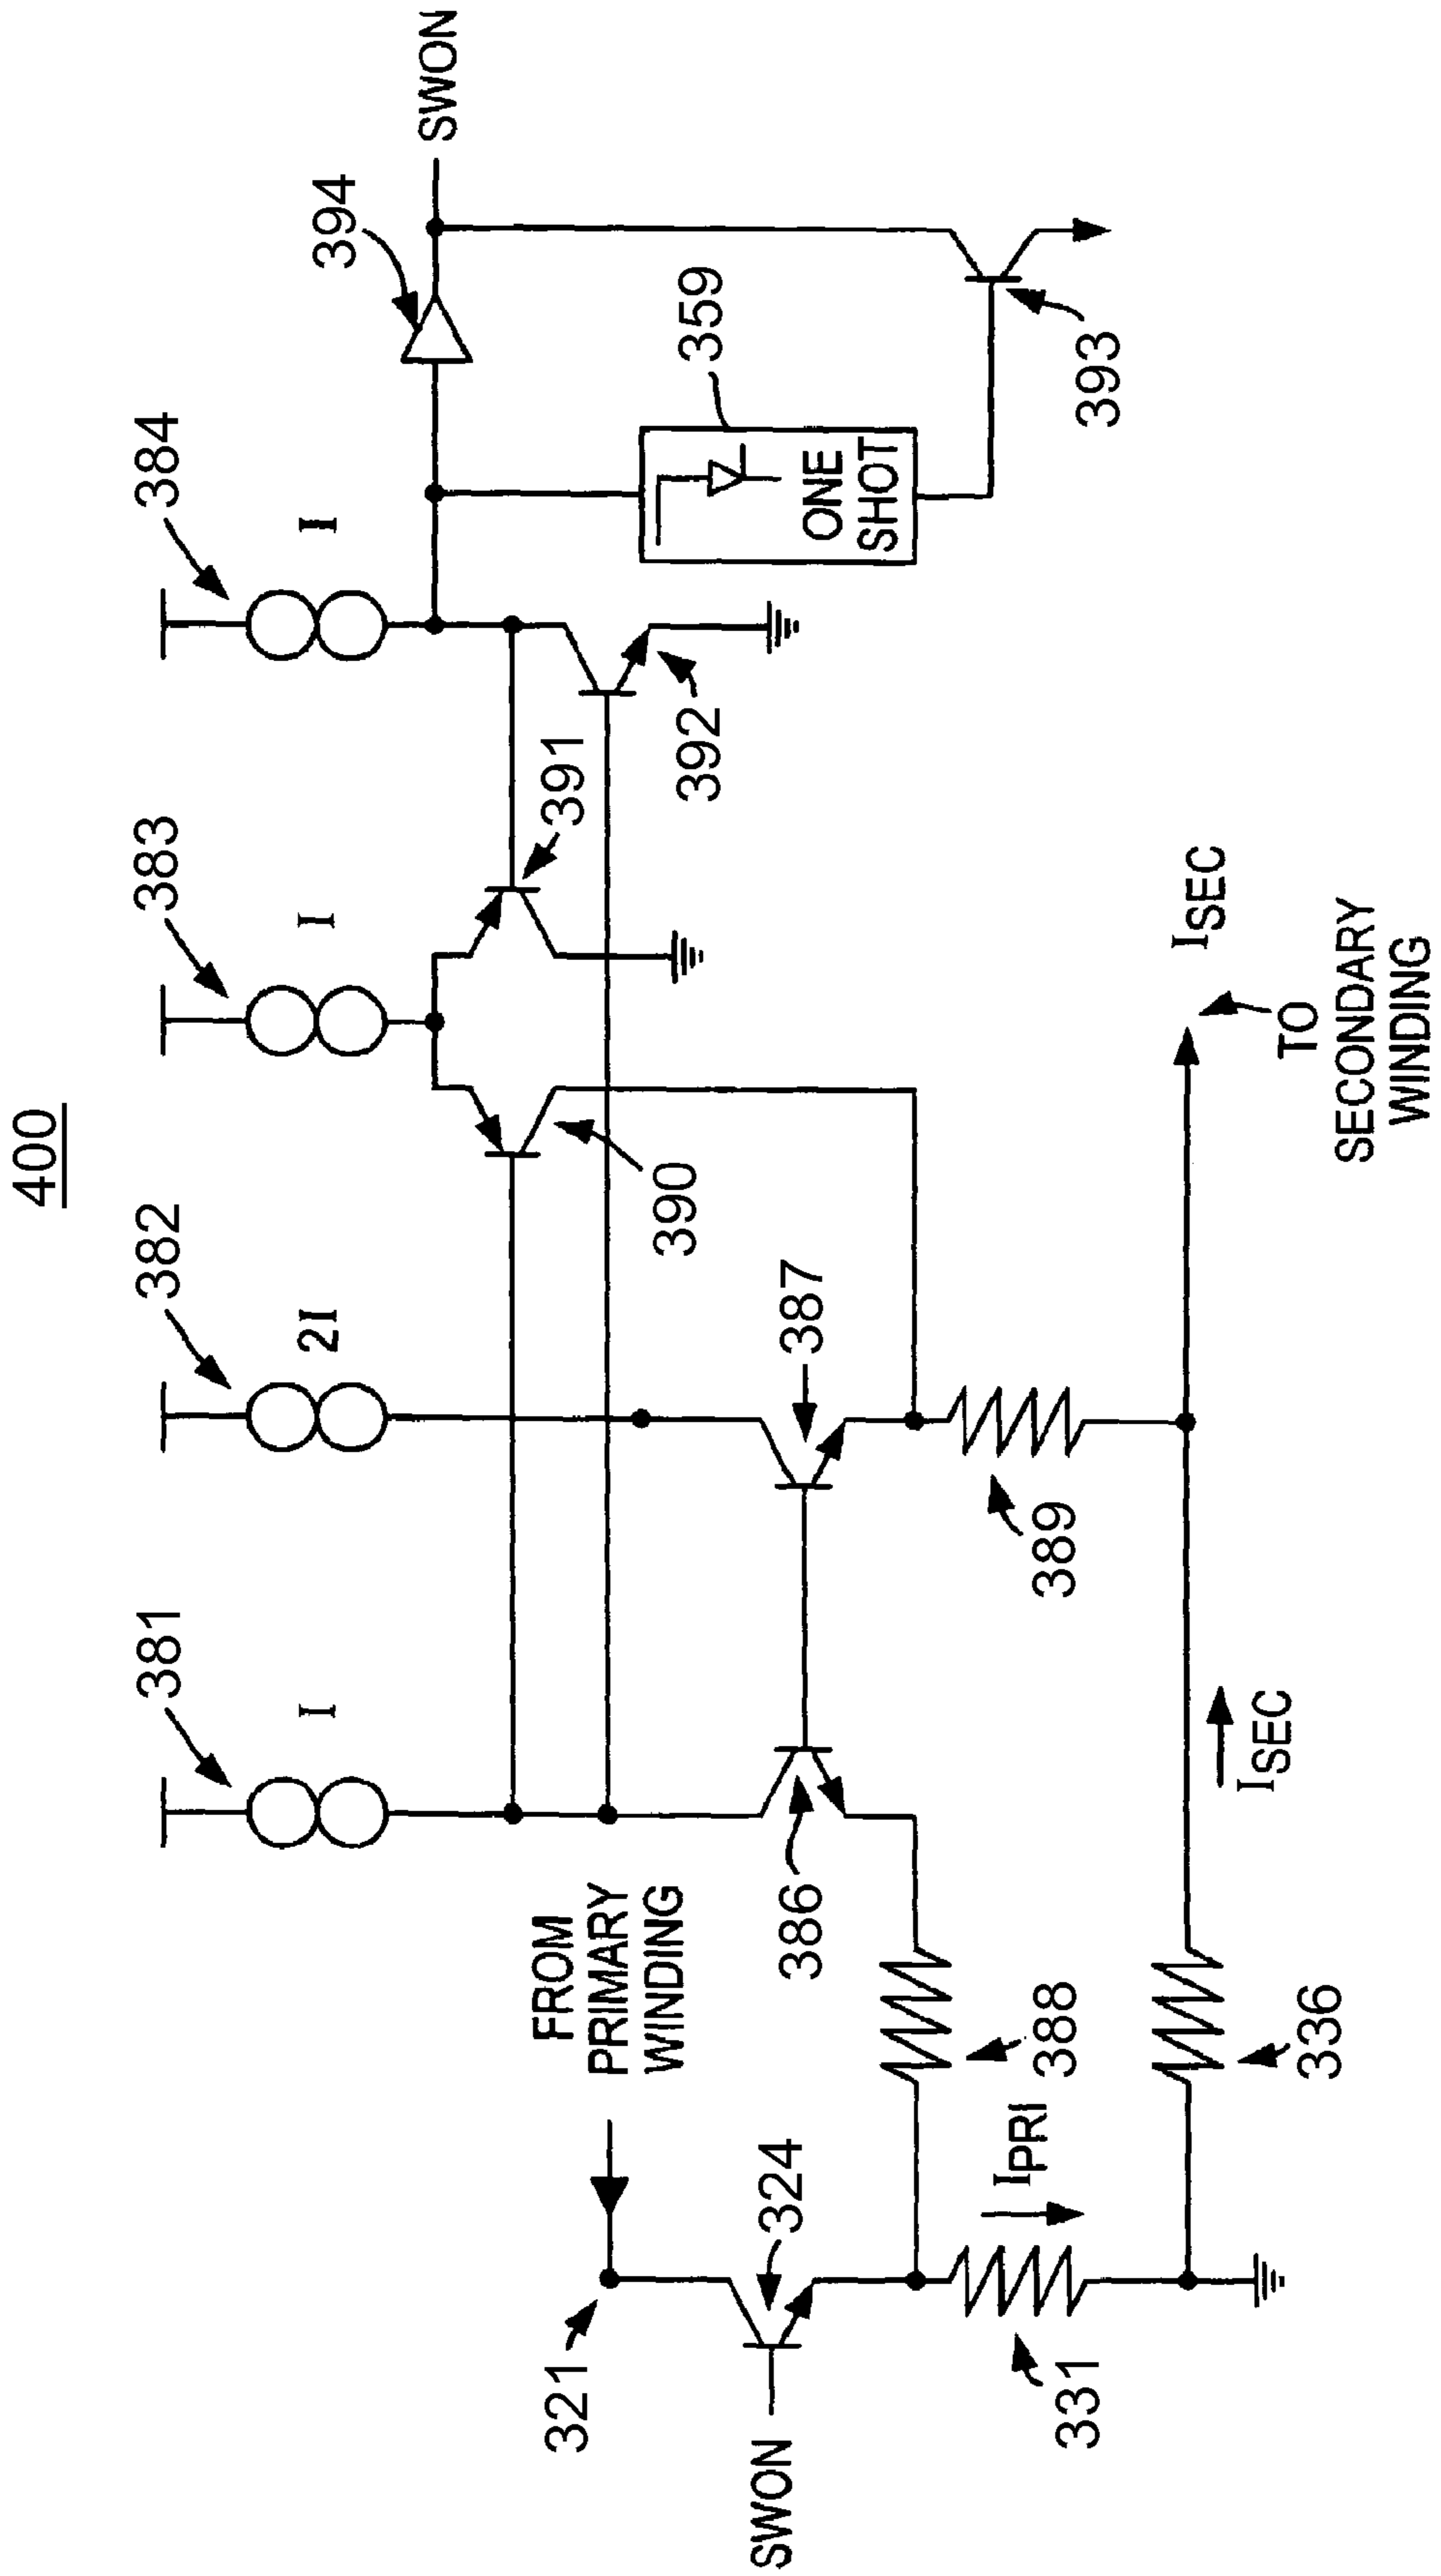 400
381
I
382
2I
383
I
384
I
394
SWON
FROM
PRIMARY
WINDING
321
SWON
324
386
387
390
391
392
359
ONE
SHOT
393
388
389
331
IPRI
336
ISEC
ISEC
TO
SECONDARY
WINDING